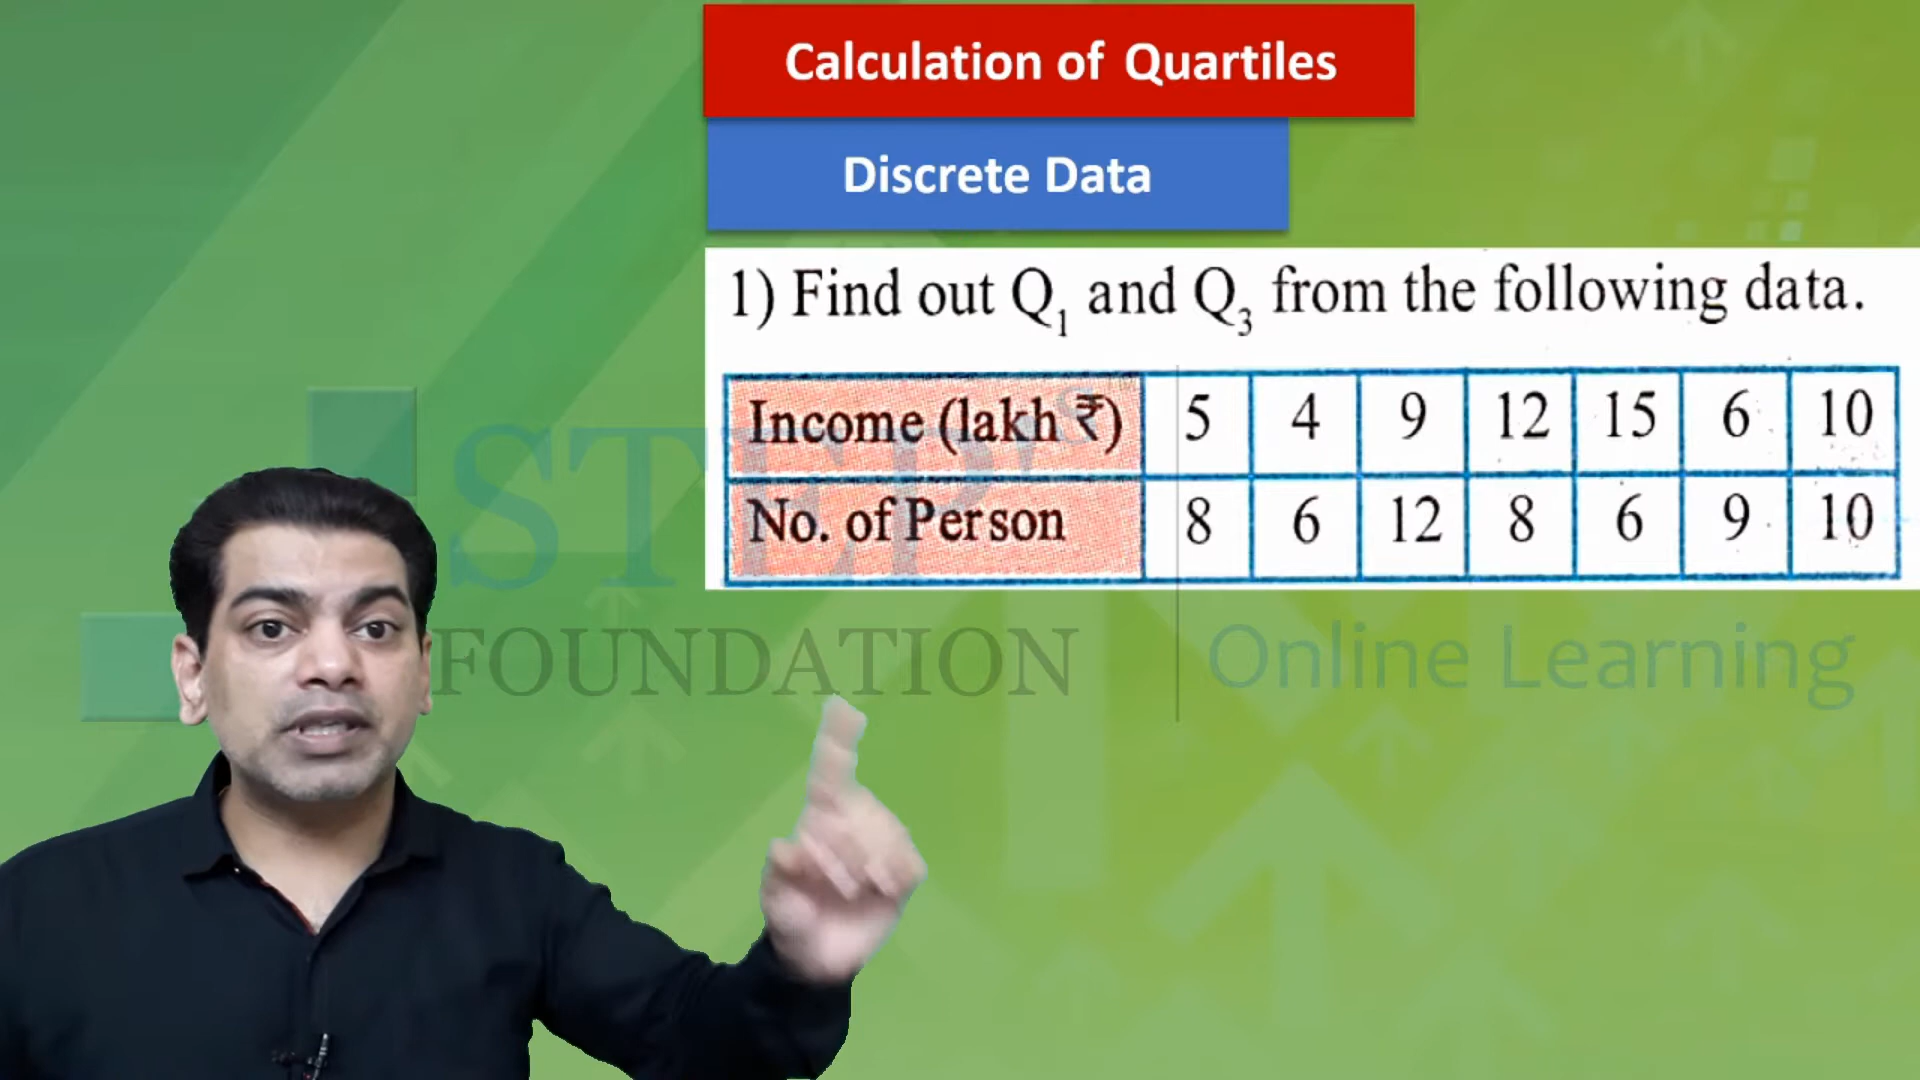 Calculation of Quartiles
Discrete Data
1) Find out Q₁ and Q₃ from the following data.
Income (lakh ₹) 5 4 9 12 15 6 10
No. of Person 8 6 12 8 6 9 10
STEP's
FOUNDATION Online Learning